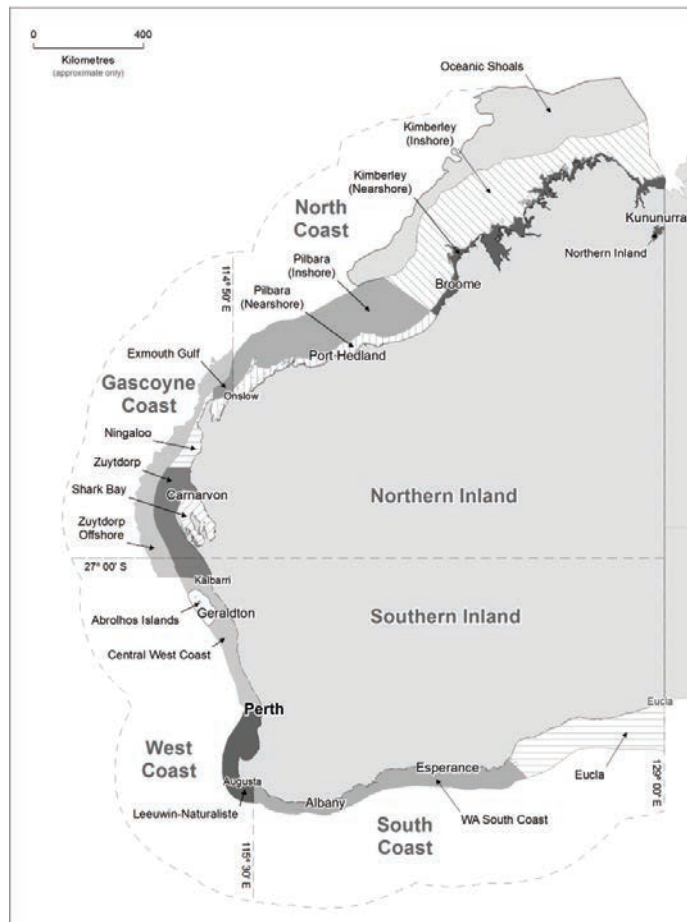 0 400
Kilometres
(approximate only)
Oceanic Shoals
Kimberley
(Inshore)
Kimberley
(Nearshore)
North
Coast
Kununurra
Northern Inland
Pilbara
(Inshore)
114° 50' E
Broome
Pilbara
(Nearshore)
Port Hedland
Exmouth Gulf
Gascoyne
Coast
Onslow
Ningaloo
Zuytdorp
Shark Bay
Carnarvon
Northern Inland
Zuytdorp
Offshore
27° 00' S
Kalbarri
Abrolhos Islands
Geraldton
Southern Inland
Central West Coast
Perth
Eucla
West
Coast
Augusta
Esperance
Eucla
129° 00' E
Leeuwin-Naturaliste
Albany
WA South Coast
South
Coast
115° 30' E